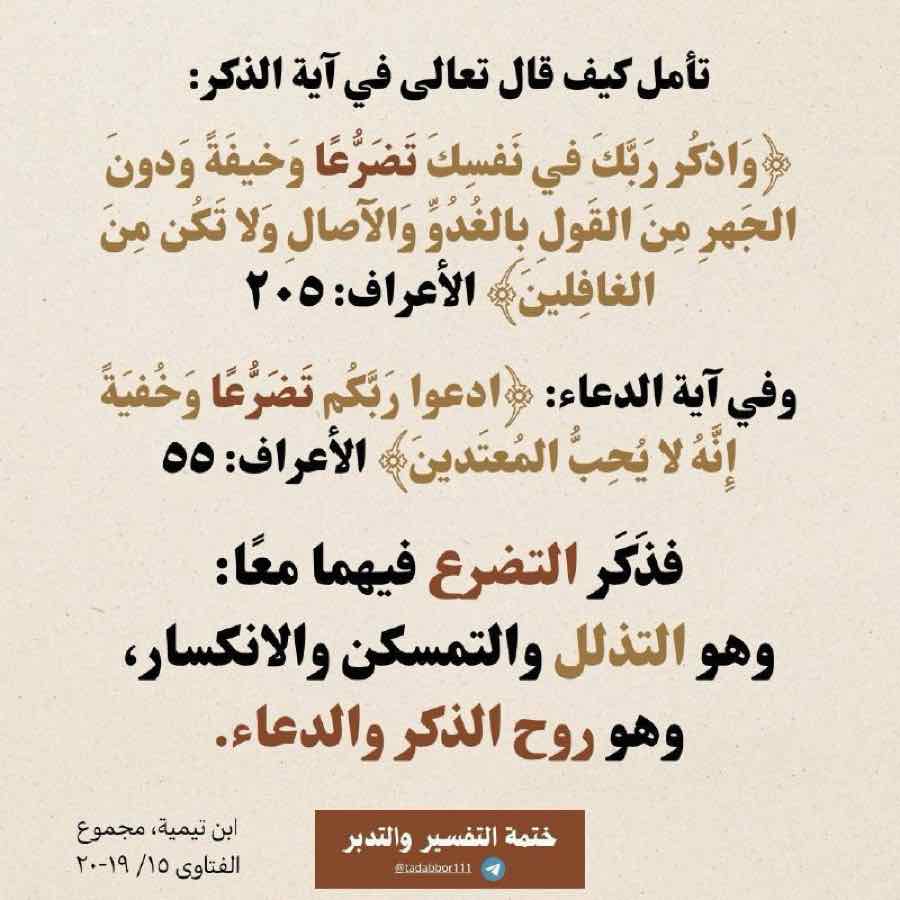 تأمل كيف قال تعالى في آية الذكر:
﴿وَاذكُر رَبَّكَ في نَفسِكَ تَضَرُّعًا وَخيفَةً وَدونَ
الجَهرِ مِنَ القَولِ بِالغُدُوِّ وَالآصالِ وَلا تَكُن مِنَ
الغافِلينَ﴾ الأعراف: ٢٠٥
وفي آية الدعاء: ﴿ادعوا رَبَّكُم تَضَرُّعًا وَخُفيَةً
إِنَّهُ لا يُحِبُّ المُعتَدينَ﴾ الأعراف: ٥٥
فذَكَر التضرع فيهما معًا:
وهو التذلل والتمسكن والانكسار،
وهو روح الذكر والدعاء.
ختمة التفسير والتدبر
@tadabbor111
ابن تيمية، مجموع
الفتاوى ١٥/ ١٩-٢٠